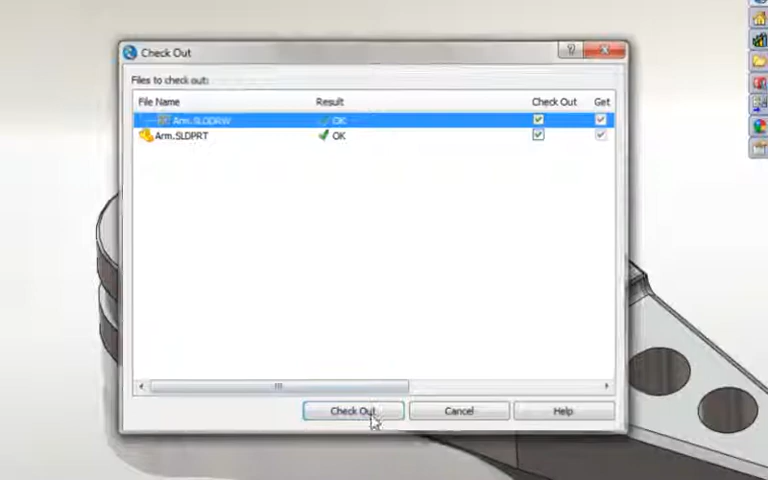 Check Out
Files to check out:
File Name Result Check Out Get
Arm.SLDDRW OK
Arm.SLDPRT OK
Check Out Cancel Help